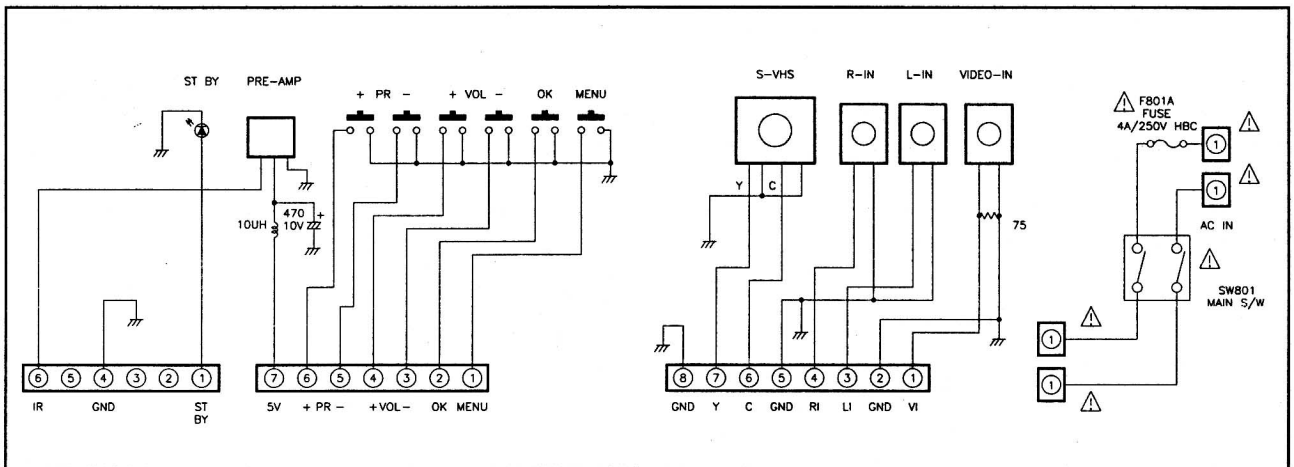 ST BY
PRE-AMP
+ PR -
+ VOL -
OK
MENU
S-VHS
R-IN
L-IN
VIDEO-IN
F801A
FUSE
4A/250V HBC
1
1
AC IN
SW801
MAIN S/W
1
1
10UH
470
10V
+
Y
C
75
6 5 4 3 2 1
IR
GND
ST
BY
7 6 5 4 3 2 1
5V
+ PR -
+VOL-
OK
MENU
8 7 6 5 4 3 2 1
GND
Y
C
GND
RI
LI
GND
VI